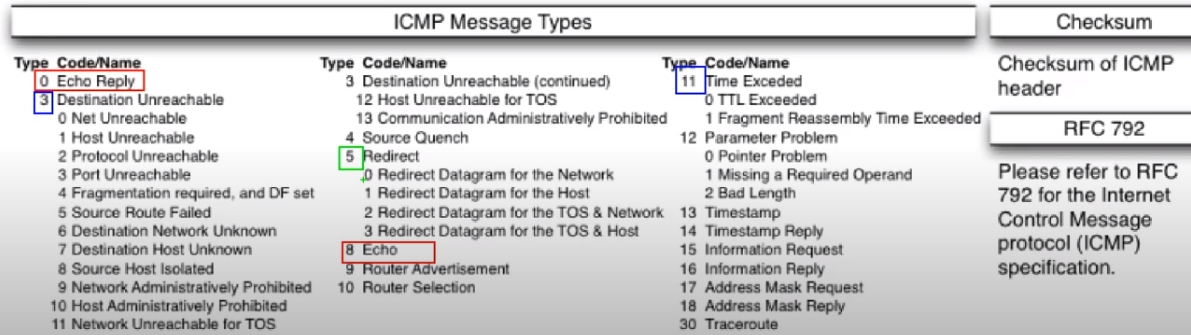 ICMP Message Types
Type Code/Name
0 Echo Reply
3 Destination Unreachable
0 Net Unreachable
1 Host Unreachable
2 Protocol Unreachable
3 Port Unreachable
4 Fragmentation required, and DF set
5 Source Route Failed
6 Destination Network Unknown
7 Destination Host Unknown
8 Source Host Isolated
9 Network Administratively Prohibited
10 Host Administratively Prohibited
11 Network Unreachable for TOS
Type Code/Name
3 Destination Unreachable (continued)
12 Host Unreachable for TOS
13 Communication Administratively Prohibited
4 Source Quench
5 Redirect
0 Redirect Datagram for the Network
1 Redirect Datagram for the Host
2 Redirect Datagram for the TOS & Network
3 Redirect Datagram for the TOS & Host
8 Echo
9 Router Advertisement
10 Router Selection
Type Code/Name
11 Time Exceeded
0 TTL Exceeded
1 Fragment Reassembly Time Exceeded
12 Parameter Problem
0 Pointer Problem
1 Missing a Required Operand
2 Bad Length
13 Timestamp
14 Timestamp Reply
15 Information Request
16 Information Reply
17 Address Mask Request
18 Address Mask Reply
30 Traceroute
Checksum
Checksum of ICMP
header
RFC 792
Please refer to RFC
792 for the Internet
Control Message
protocol (ICMP)
specification.